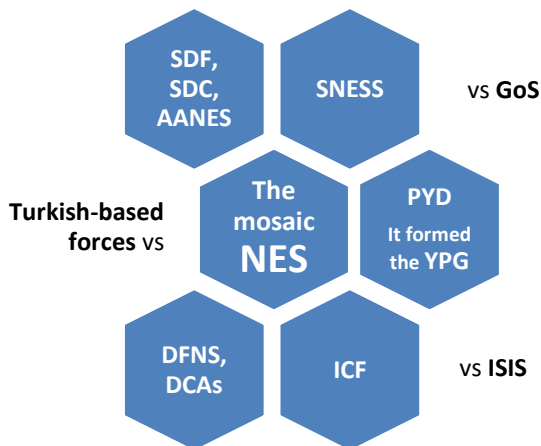 SDF,
SDC,
AANES
SNESS
vs GoS
Turkish-based
forces vs
The
mosaic
NES
PYD
It formed
the YPG
DFNS,
DCAs
ICF
vs ISIS